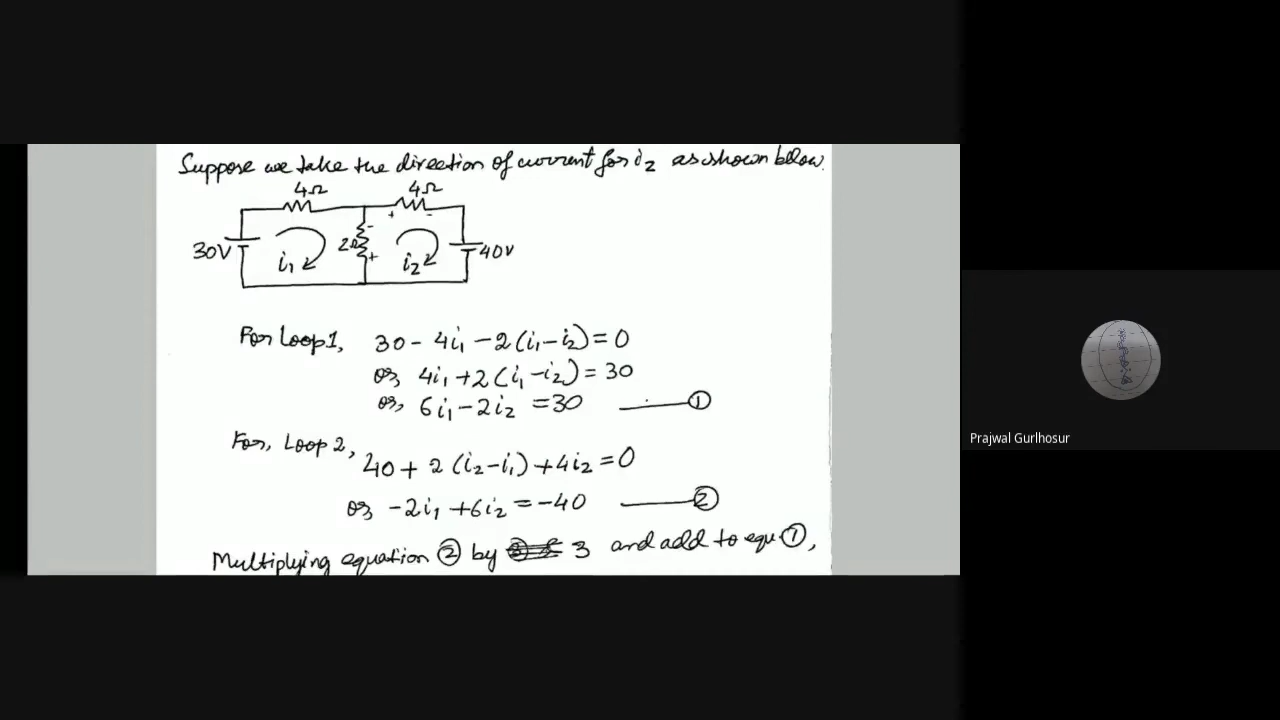 Suppose we take the direction of current for i₂ as shown below.
4Ω 4Ω
+ -
30V i₁ 2Ω - + i₂ 40V
For Loop 1, 30 - 4i₁ - 2(i₁-i₂) = 0
or, 4i₁ + 2(i₁-i₂) = 30
or, 6i₁ - 2i₂ = 30 ①
For, Loop 2,
40 + 2(i₂-i₁) + 4i₂ = 0
or, -2i₁ + 6i₂ = -40 ②
Multiplying equation ② by 3 and add to equ ①,
Prajwal Gurlhosur